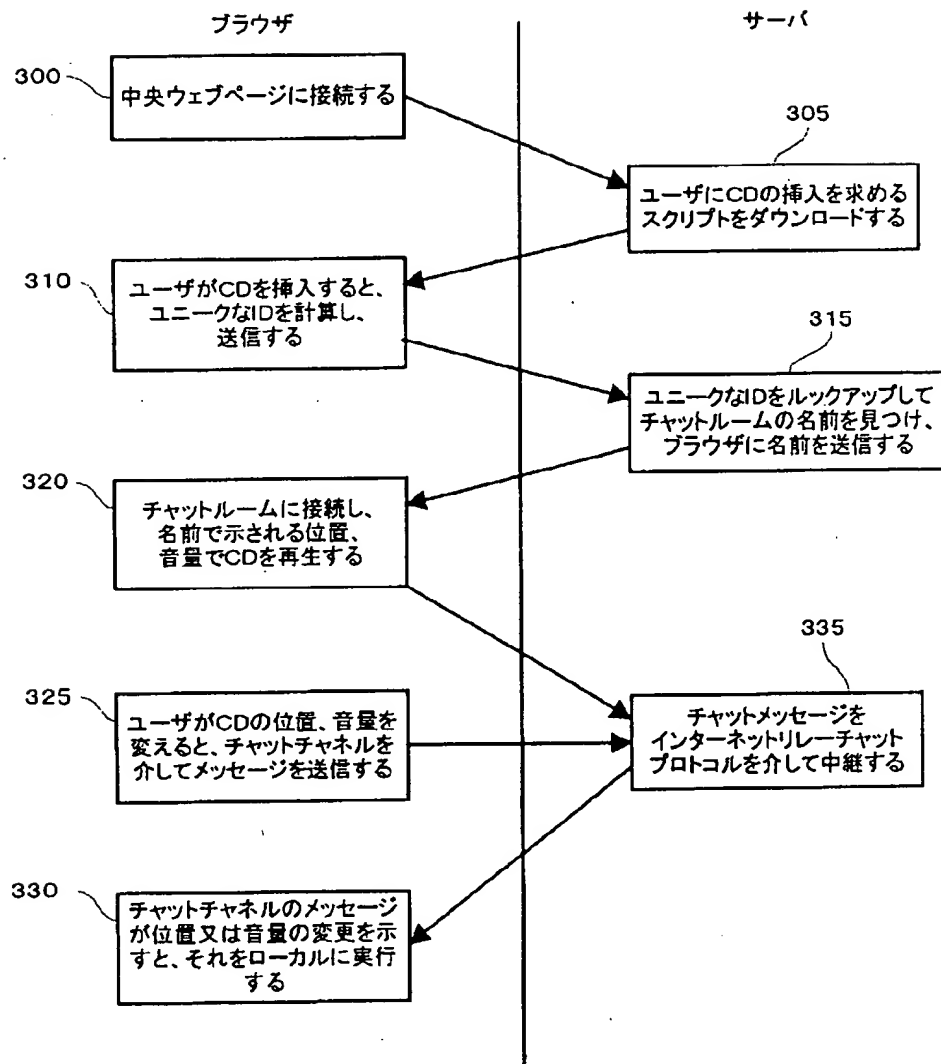 ブラウザ
サーバ
300
中央ウェブページに接続する
305
ユーザにCDの挿入を求める
スクリプトをダウンロードする
310
ユーザがCDを挿入すると、
ユニークなIDを計算し、
送信する
315
ユニークなIDをルックアップして
チャットルームの名前を見つけ、
ブラウザに名前を送信する
320
チャットルームに接続し、
名前で示される位置、
音量でCDを再生する
335
チャットメッセージを
インターネットリレーチャット
プロトコルを介して中継する
325
ユーザがCDの位置、音量を
変えると、チャットチャネルを
介してメッセージを送信する
330
チャットチャネルのメッセージ
が位置又は音量の変更を示
すと、それをローカルに実行
する